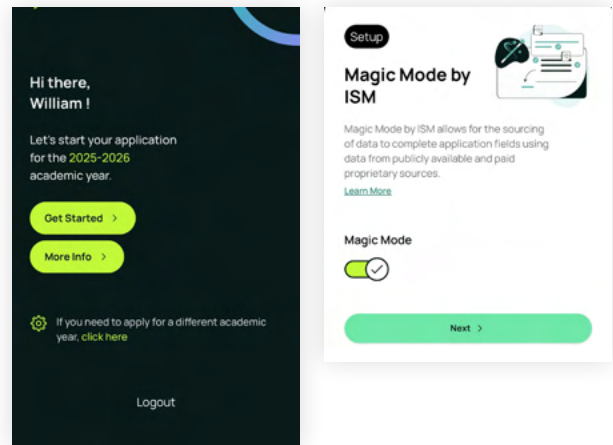 Hi there,
William !
Let's start your application
for the 2025-2026
academic year.
Get Started >
More Info >
If you need to apply for a different academic
year, click here
Logout
Setup
Magic Mode by
ISM
Magic Mode by ISM allows for the sourcing
of data to complete application fields using
data from publicly available and paid
proprietary sources.
Learn More
Magic Mode
Next >